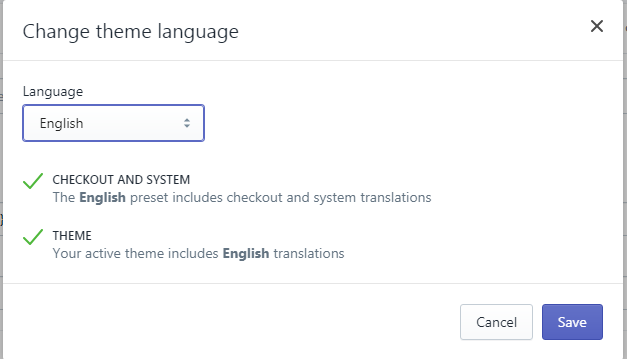 Change theme language
Language
English
CHECKOUT AND SYSTEM
The English preset includes checkout and system translations
THEME
Your active theme includes English translations
Cancel
Save